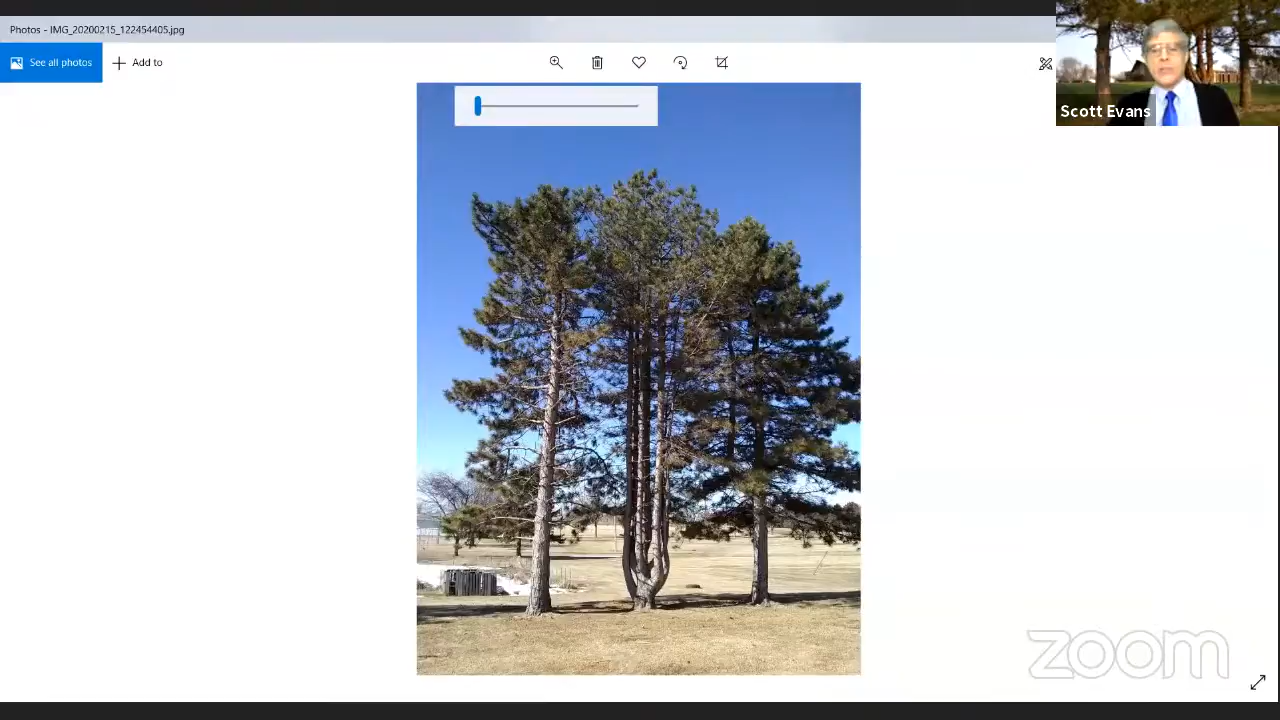 Photos - IMG_20200215_122454405.jpg
See all photos
Add to
Scott Evans
zoom